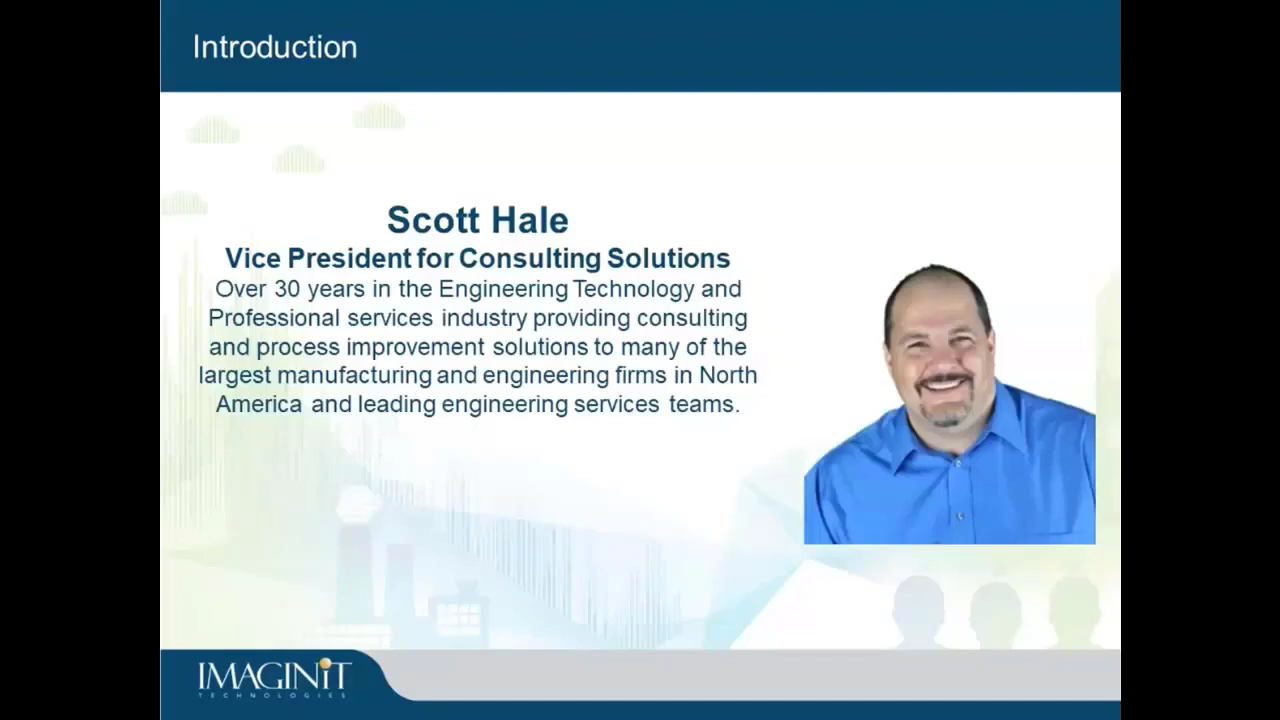 Introduction
Scott Hale
Vice President for Consulting Solutions
Over 30 years in the Engineering Technology and
Professional services industry providing consulting
and process improvement solutions to many of the
largest manufacturing and engineering firms in North
America and leading engineering services teams.
IMAGINiT
TECHNOLOGIES